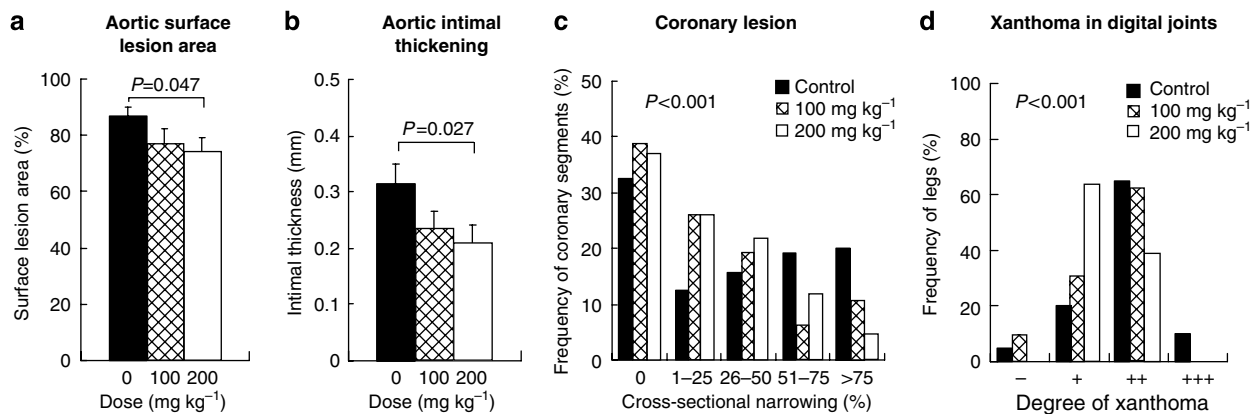 a Aortic surface
lesion area
Surface lesion area (%)
100
80
60
40
20
0
P=0.047
0 100 200
Dose (mg kg⁻¹)
b Aortic intimal
thickening
Intimal thickness (mm)
0.5
0.4
0.3
0.2
0.1
0
P=0.027
0 100 200
Dose (mg kg⁻¹)
c Coronary lesion
Frequency of coronary segments (%)
50
40
30
20
10
0
P<0.001
Control
100 mg kg⁻¹
200 mg kg⁻¹
0 1–25 26–50 51–75 >75
Cross-sectional narrowing (%)
d Xanthoma in digital joints
Frequency of legs (%)
100
80
60
40
20
0
P<0.001
Control
100 mg kg⁻¹
200 mg kg⁻¹
– + ++ +++
Degree of xanthoma